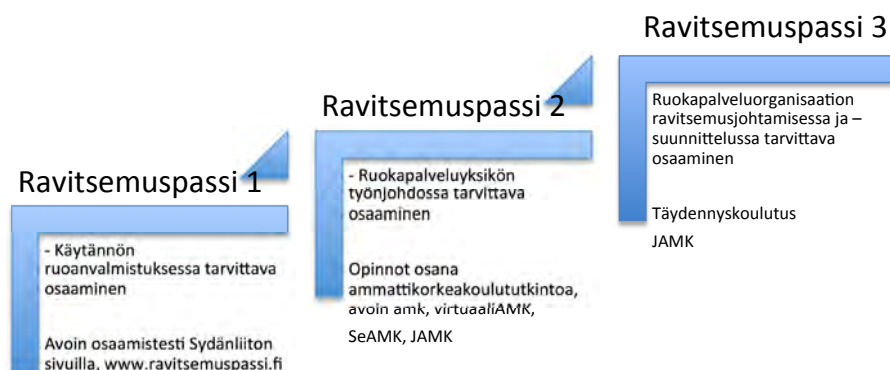 Ravitsemuspassi 1
- Käytännön
ruoanvalmistuksessa tarvittava
osaaminen
Avoin osaamistesti Sydänliiton
sivuilla, www.ravitsemuspassi.fi
Ravitsemuspassi 2
- Ruokapalveluyksikön
työnjohdossa tarvittava
osaaminen
Opinnot osana
ammattikorkeakoulututkintoa,
avoin amk, virtuaaliAMK,
SeAMK, JAMK
Ravitsemuspassi 3
Ruokapalveluorganisaation
ravitsemusjohtamisessa ja –
suunnittelussa tarvittava
osaaminen
Täydennyskoulutus
JAMK